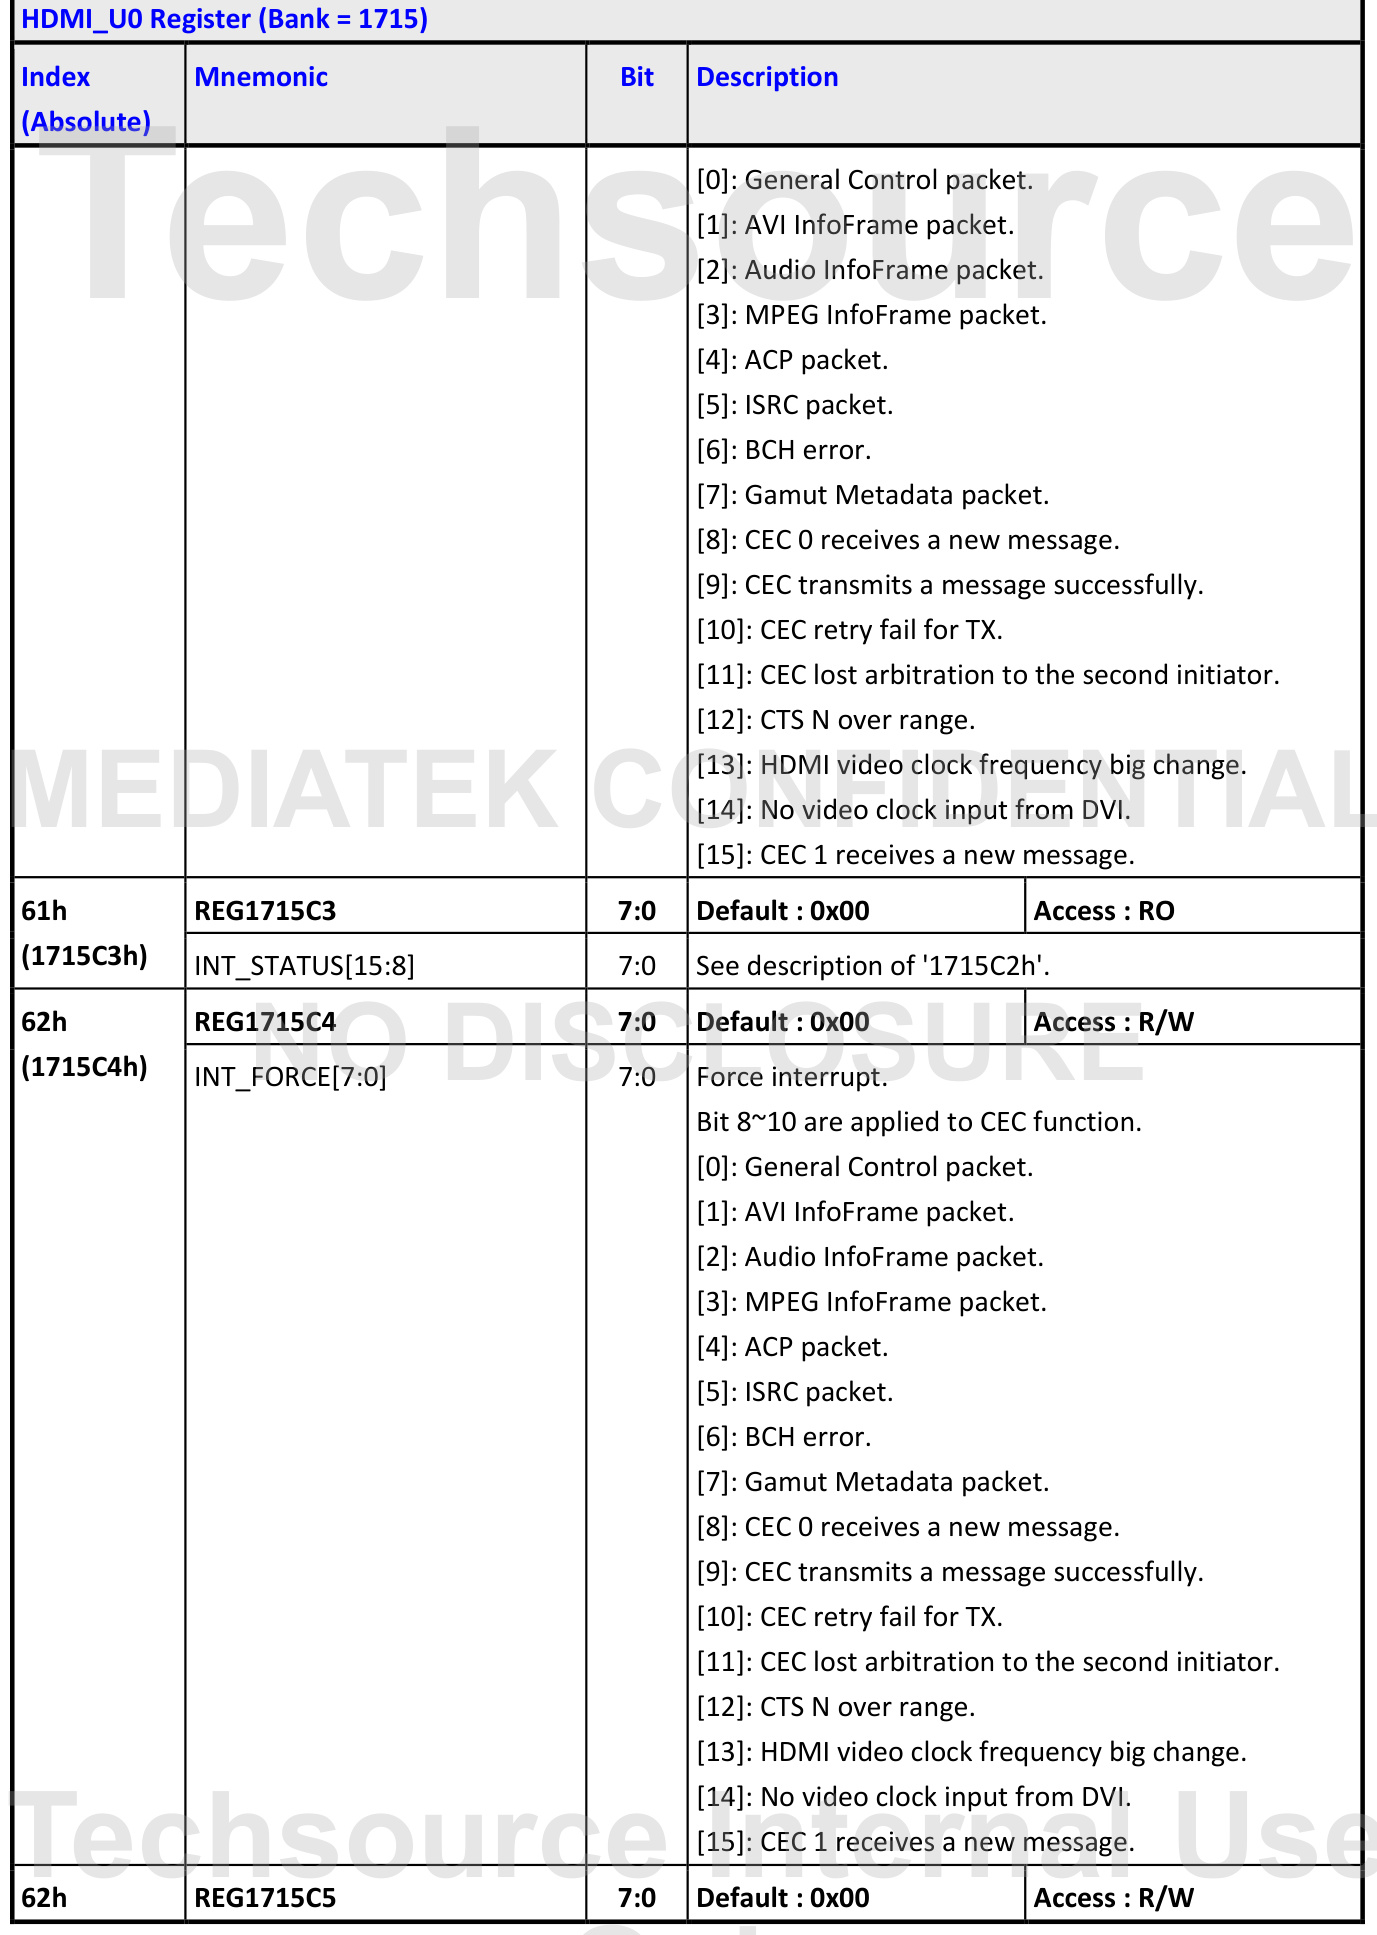 HDMI_U0 Register (Bank = 1715)
Index (Absolute) Mnemonic Bit Description
[0]: General Control packet.
[1]: AVI InfoFrame packet.
[2]: Audio InfoFrame packet.
[3]: MPEG InfoFrame packet.
[4]: ACP packet.
[5]: ISRC packet.
[6]: BCH error.
[7]: Gamut Metadata packet.
[8]: CEC 0 receives a new message.
[9]: CEC transmits a message successfully.
[10]: CEC retry fail for TX.
[11]: CEC lost arbitration to the second initiator.
[12]: CTS N over range.
[13]: HDMI video clock frequency big change.
[14]: No video clock input from DVI.
[15]: CEC 1 receives a new message.
61h REG1715C3 7:0 Default : 0x00 Access : RO
(1715C3h) INT_STATUS[15:8] 7:0 See description of '1715C2h'.
62h REG1715C4 7:0 Default : 0x00 Access : R/W
(1715C4h) INT_FORCE[7:0] 7:0 Force interrupt.
Bit 8~10 are applied to CEC function.
[0]: General Control packet.
[1]: AVI InfoFrame packet.
[2]: Audio InfoFrame packet.
[3]: MPEG InfoFrame packet.
[4]: ACP packet.
[5]: ISRC packet.
[6]: BCH error.
[7]: Gamut Metadata packet.
[8]: CEC 0 receives a new message.
[9]: CEC transmits a message successfully.
[10]: CEC retry fail for TX.
[11]: CEC lost arbitration to the second initiator.
[12]: CTS N over range.
[13]: HDMI video clock frequency big change.
[14]: No video clock input from DVI.
[15]: CEC 1 receives a new message.
62h REG1715C5 7:0 Default : 0x00 Access : R/W
Techsource
MEDIATEK CONFIDENTIAL
NO DISCLOSURE
Techsource Internal Use